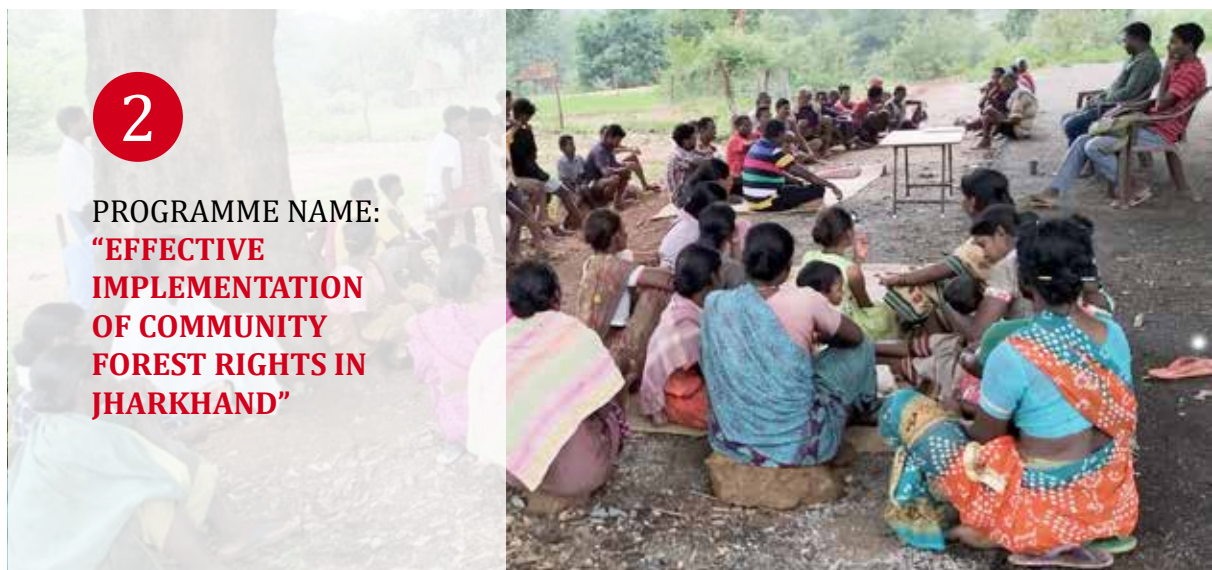 2
PROGRAMME NAME:
“EFFECTIVE
IMPLEMENTATION
OF COMMUNITY
FOREST RIGHTS IN
JHARKHAND”